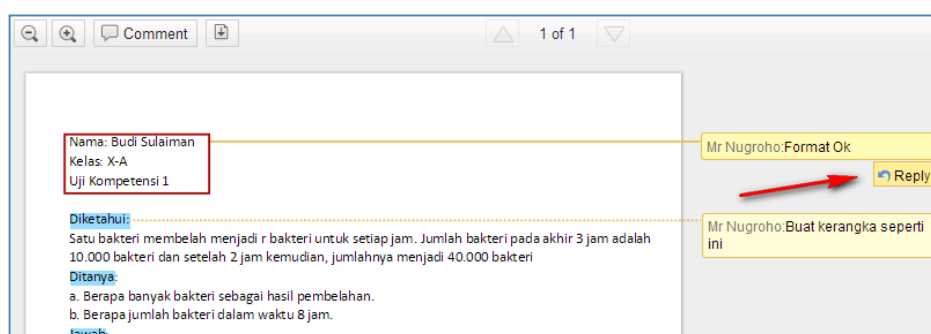 Comment
1 of 1
Nama: Budi Sulaiman
Kelas: X-A
Uji Kompetensi 1
Mr Nugroho:Format Ok
Reply
Diketahui:
Satu bakteri membelah menjadi r bakteri untuk setiap jam. Jumlah bakteri pada akhir 3 jam adalah
10.000 bakteri dan setelah 2 jam kemudian, jumlahnya menjadi 40.000 bakteri
Mr Nugroho:Buat kerangka seperti
ini
Ditanya:
a. Berapa banyak bakteri sebagai hasil pembelahan.
b. Berapa jumlah bakteri dalam waktu 8 jam.
Jawab: